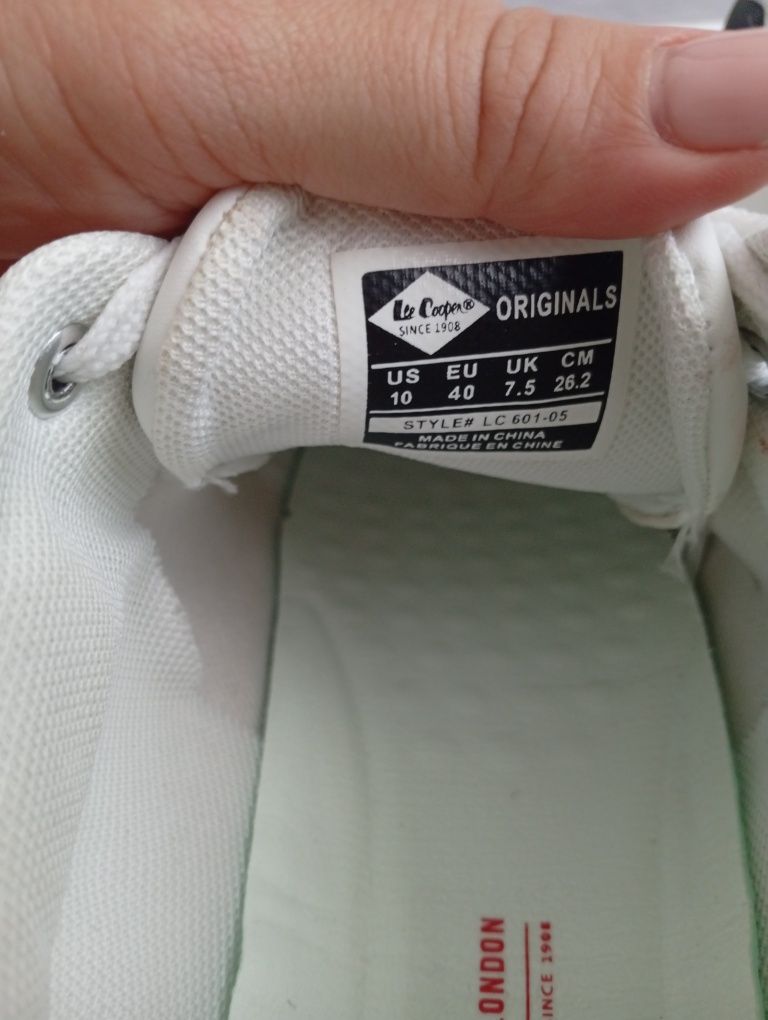 Lee Cooper®
SINCE 1908
ORIGINALS
US EU UK CM
10 40 7.5 26.2
STYLE# LC 601-05
MADE IN CHINA
FABRIQUE EN CHINE
LONDON
SINCE 1908